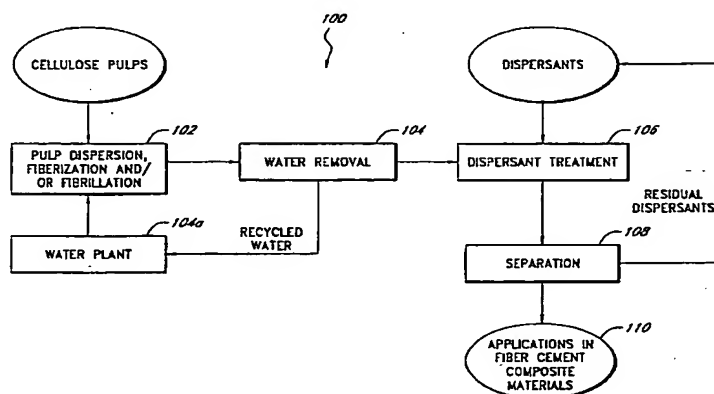 100
CELLULOSE PULPS
DISPERSANTS
102
PULP DISPERSION,
FIBERIZATION AND/
OR FIBRILLATION
104
WATER REMOVAL
106
DISPERSANT TREATMENT
RESIDUAL
DISPERSANTS
104a
WATER PLANT
RECYCLED
WATER
108
SEPARATION
110
APPLICATIONS IN
FIBER CEMENT
COMPOSITE
MATERIALS